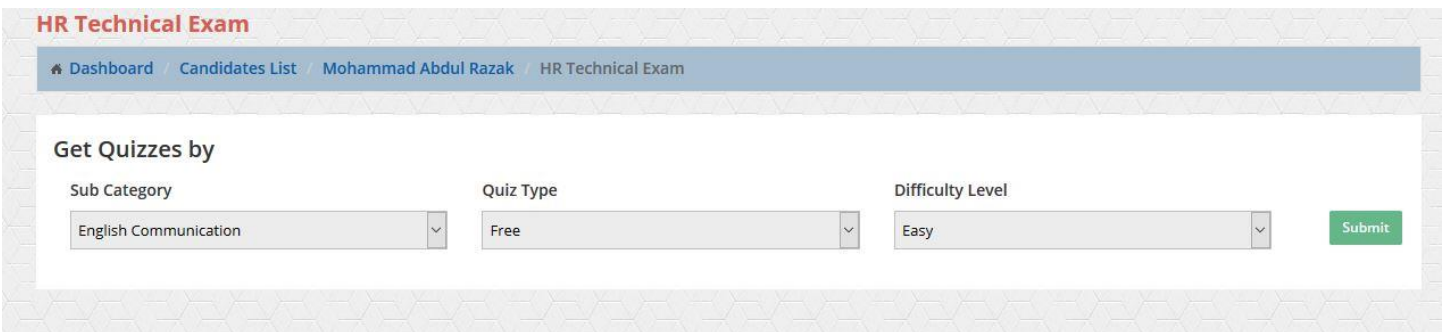 HR Technical Exam
Dashboard / Candidates List / Mohammad Abdul Razak / HR Technical Exam
Get Quizzes by
Sub Category Quiz Type Difficulty Level
English Communication Free Easy Submit